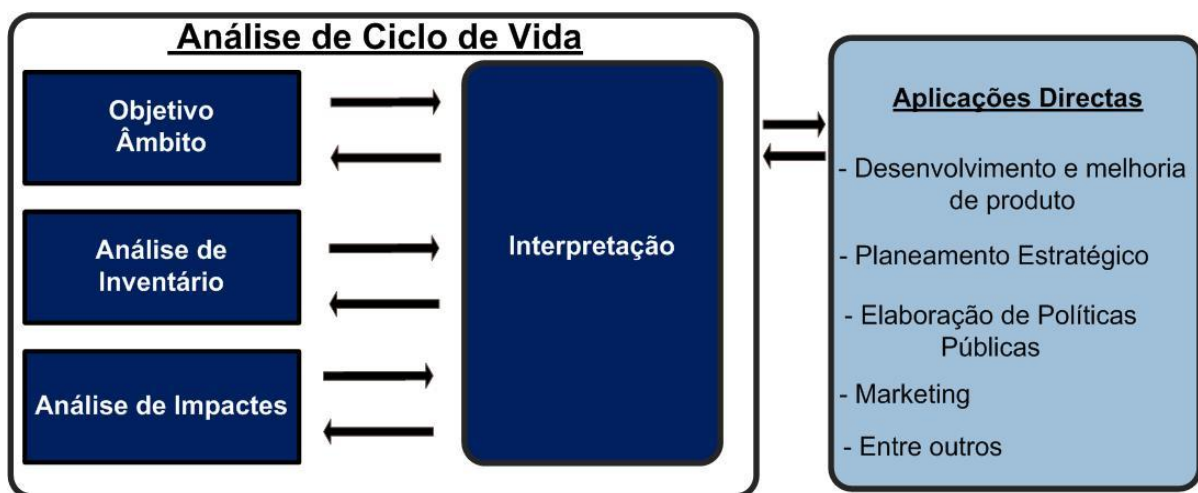 Análise de Ciclo de Vida
Objetivo
Âmbito
Análise de
Inventário
Análise de Impactes
Interpretação
Aplicações Directas
- Desenvolvimento e melhoria
de produto
- Planeamento Estratégico
- Elaboração de Políticas
Públicas
- Marketing
- Entre outros